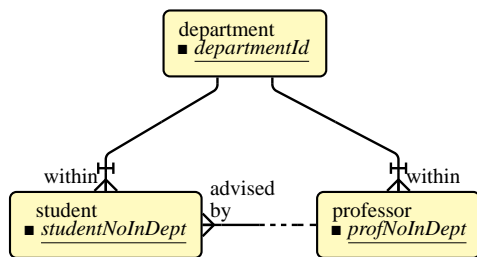 department
departmentId
within
within
advised
by
student
studentNoInDept
professor
profNoInDept